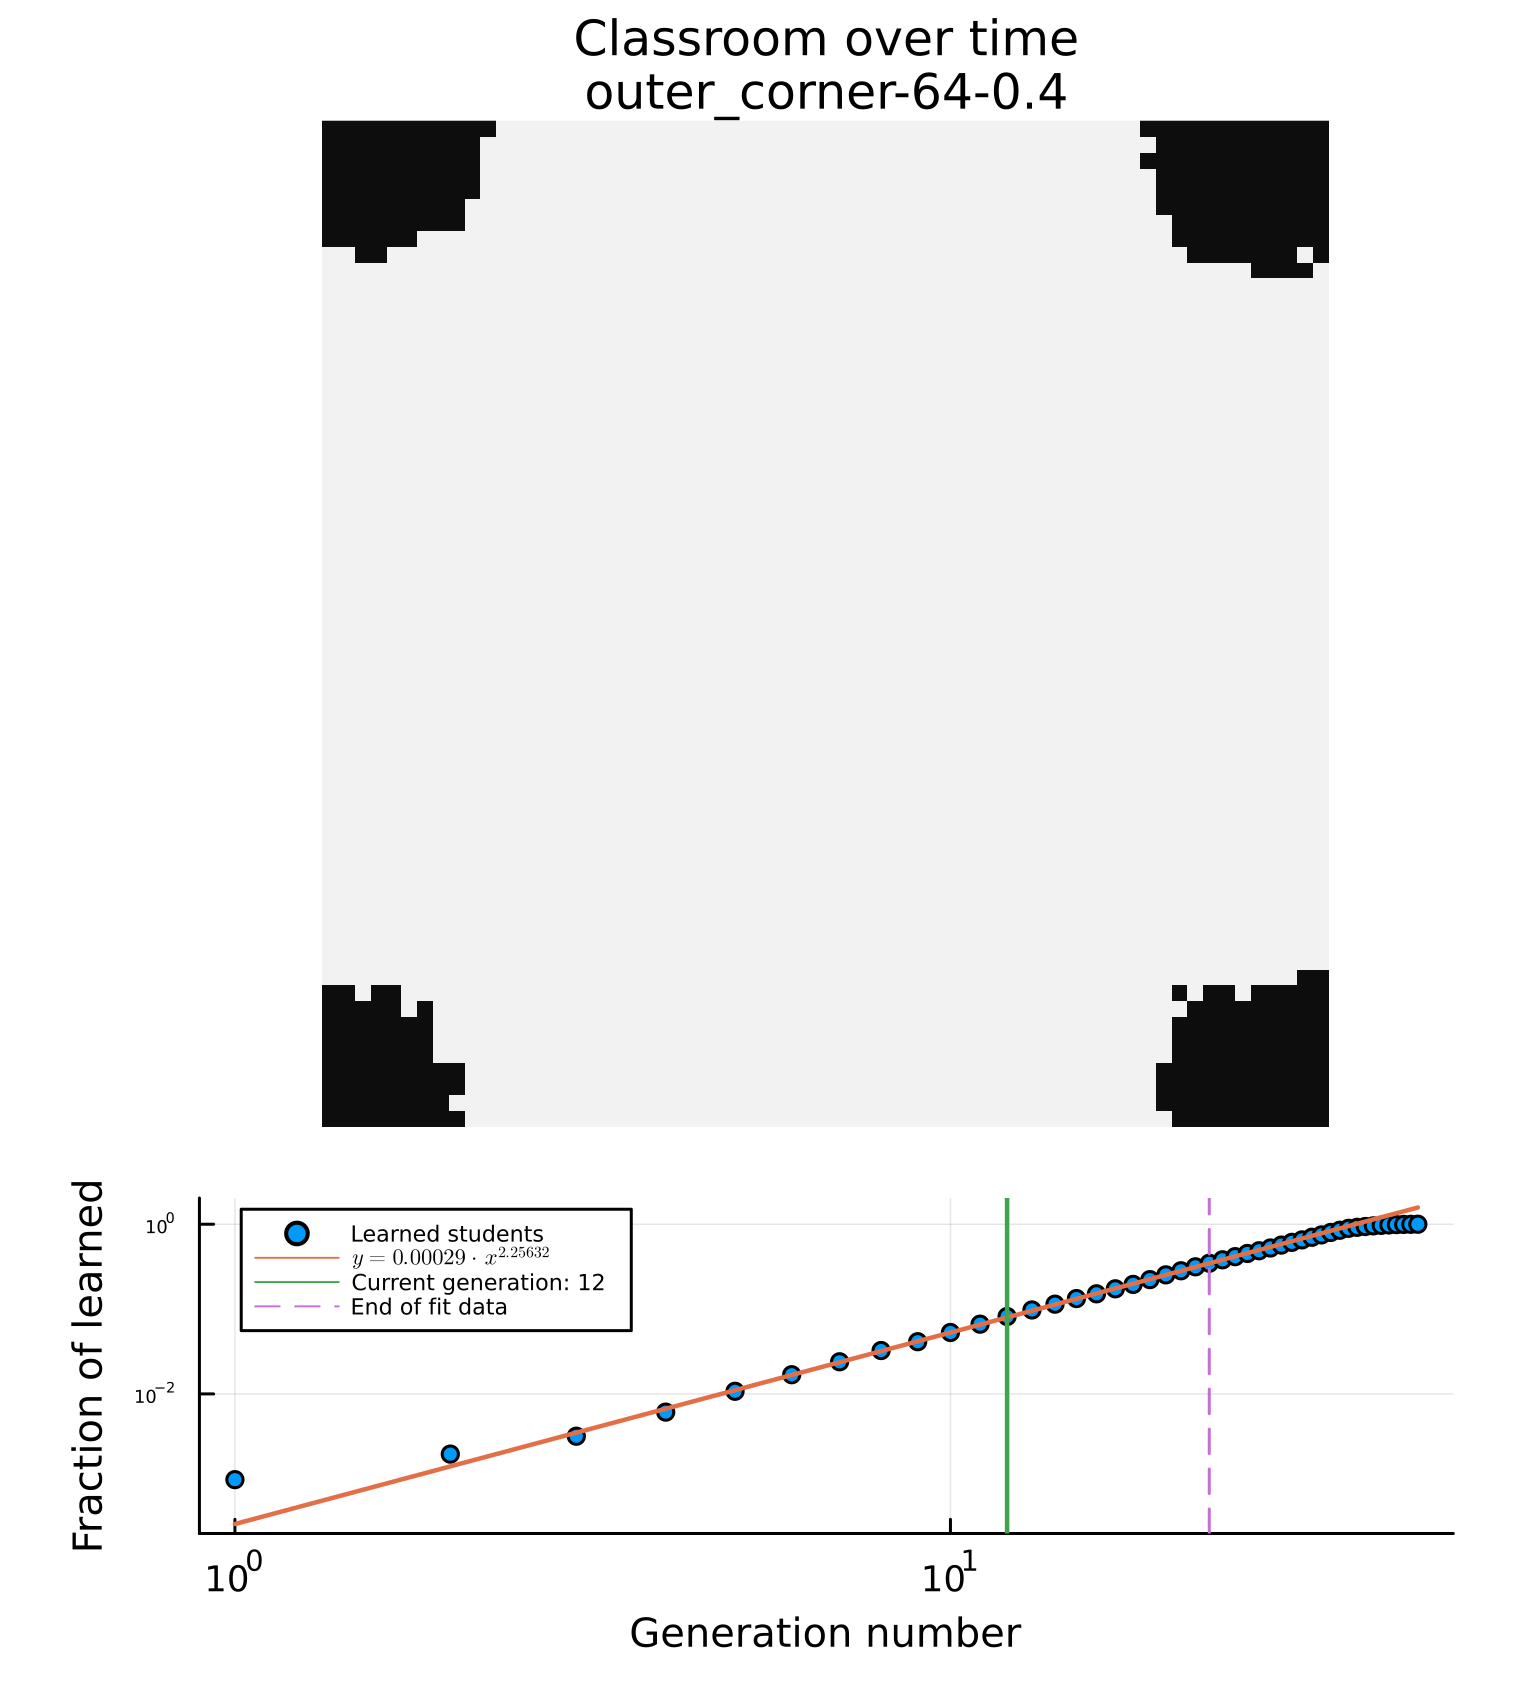 Classroom over time
outer_corner-64-0.4
Fraction of learned
10⁰
10⁻²
Learned students
y = 0.00029 · x^2.25632
Current generation: 12
End of fit data
10⁰
10¹
Generation number